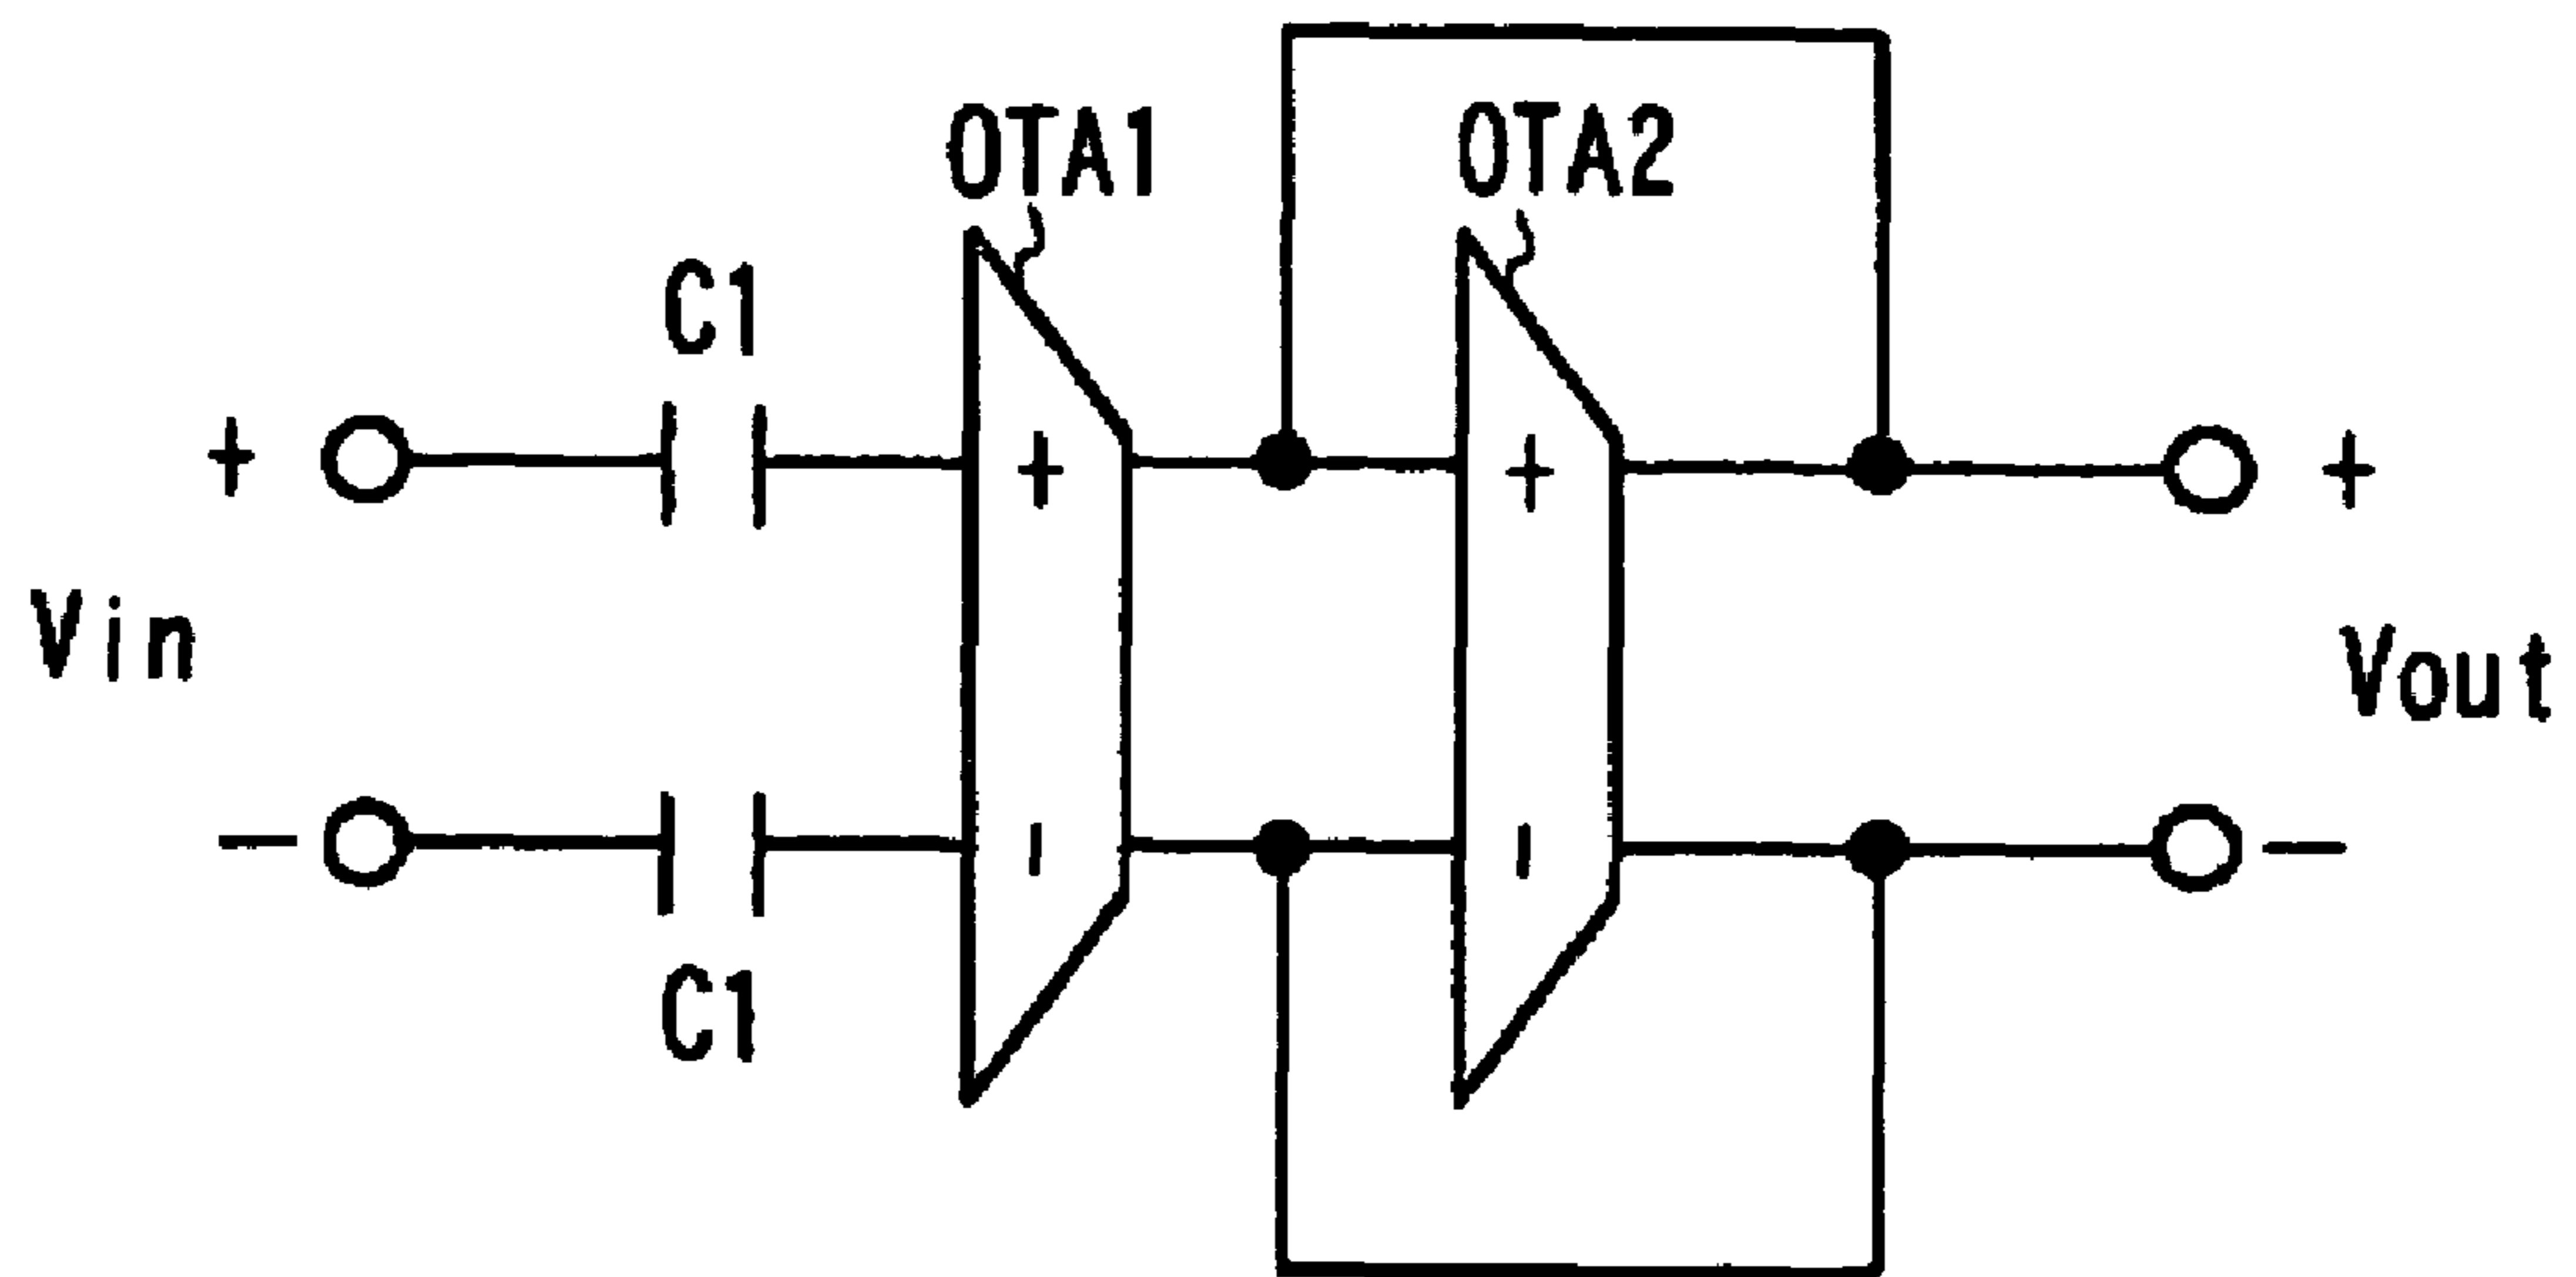 OTA1 OTA2
C1
+ + + +
Vin Vout
− − − −
C1